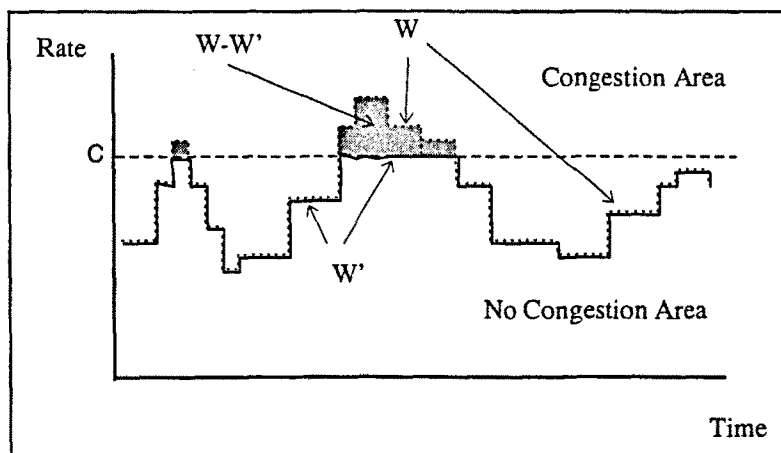 Rate
W-W'
W
Congestion Area
C
W'
No Congestion Area
Time